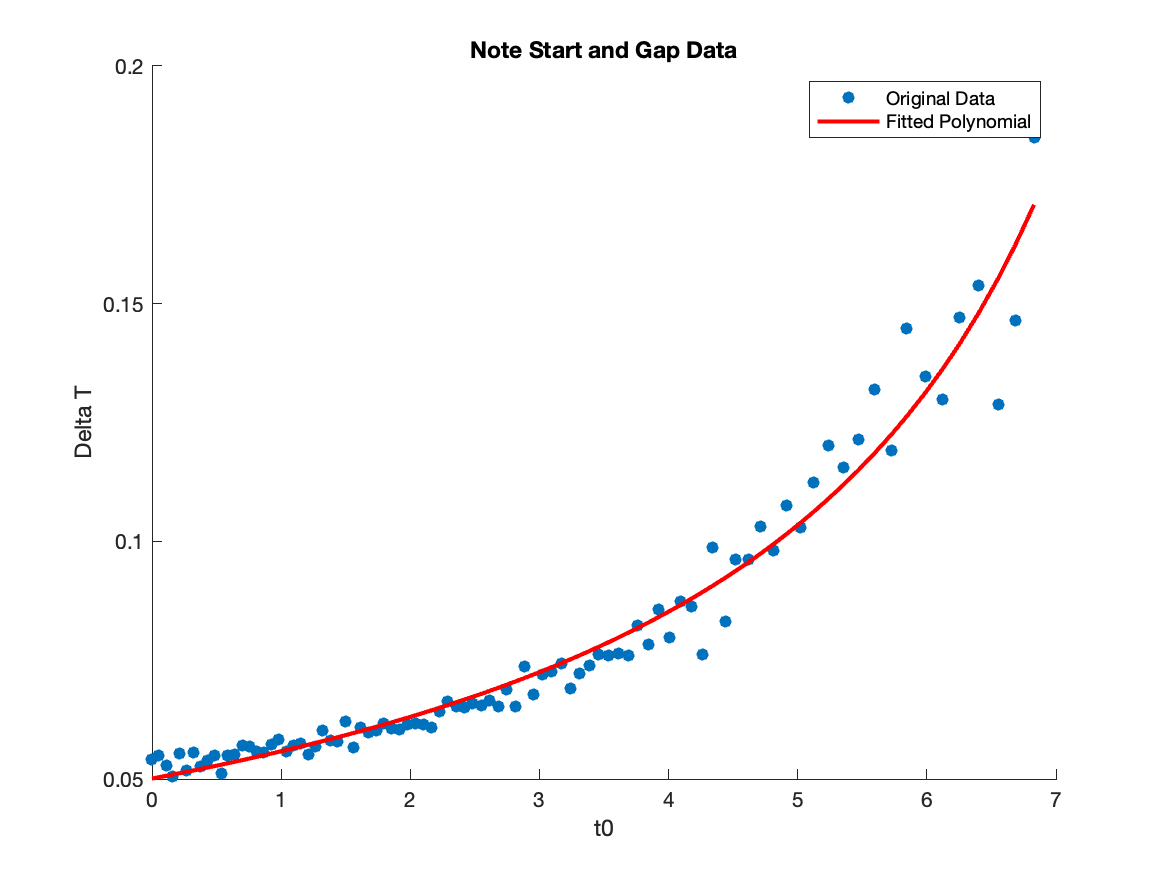 Note Start and Gap Data
0.2
Original Data
Fitted Polynomial
0.15
Delta T
0.1
0.05
0 1 2 3 4 5 6 7
t0